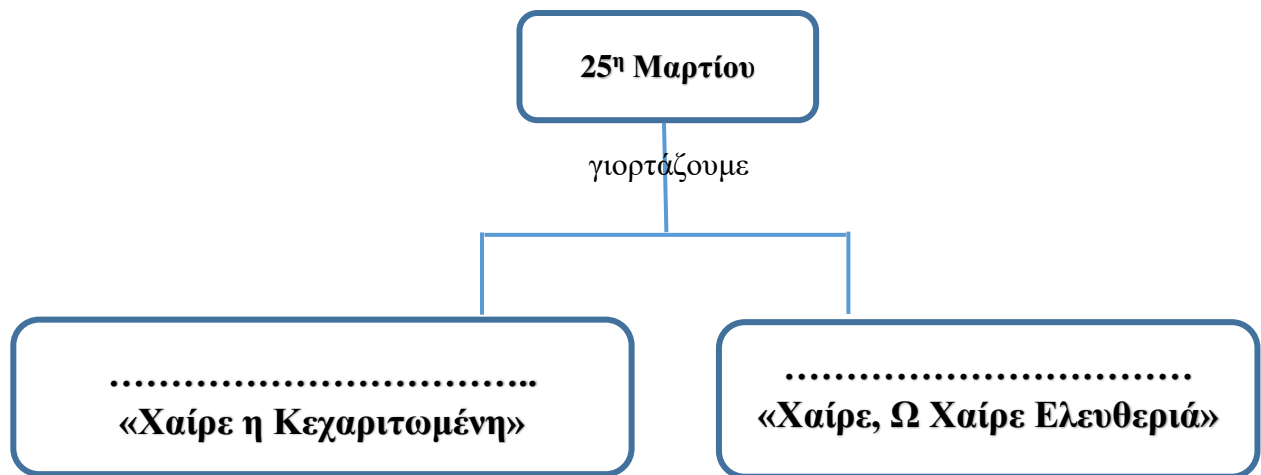 25η Μαρτίου
γιορτάζουμε
………………………………..
«Χαίρε η Κεχαριτωμένη»
……………………………
«Χαίρε, Ω Χαίρε Ελευθεριά»